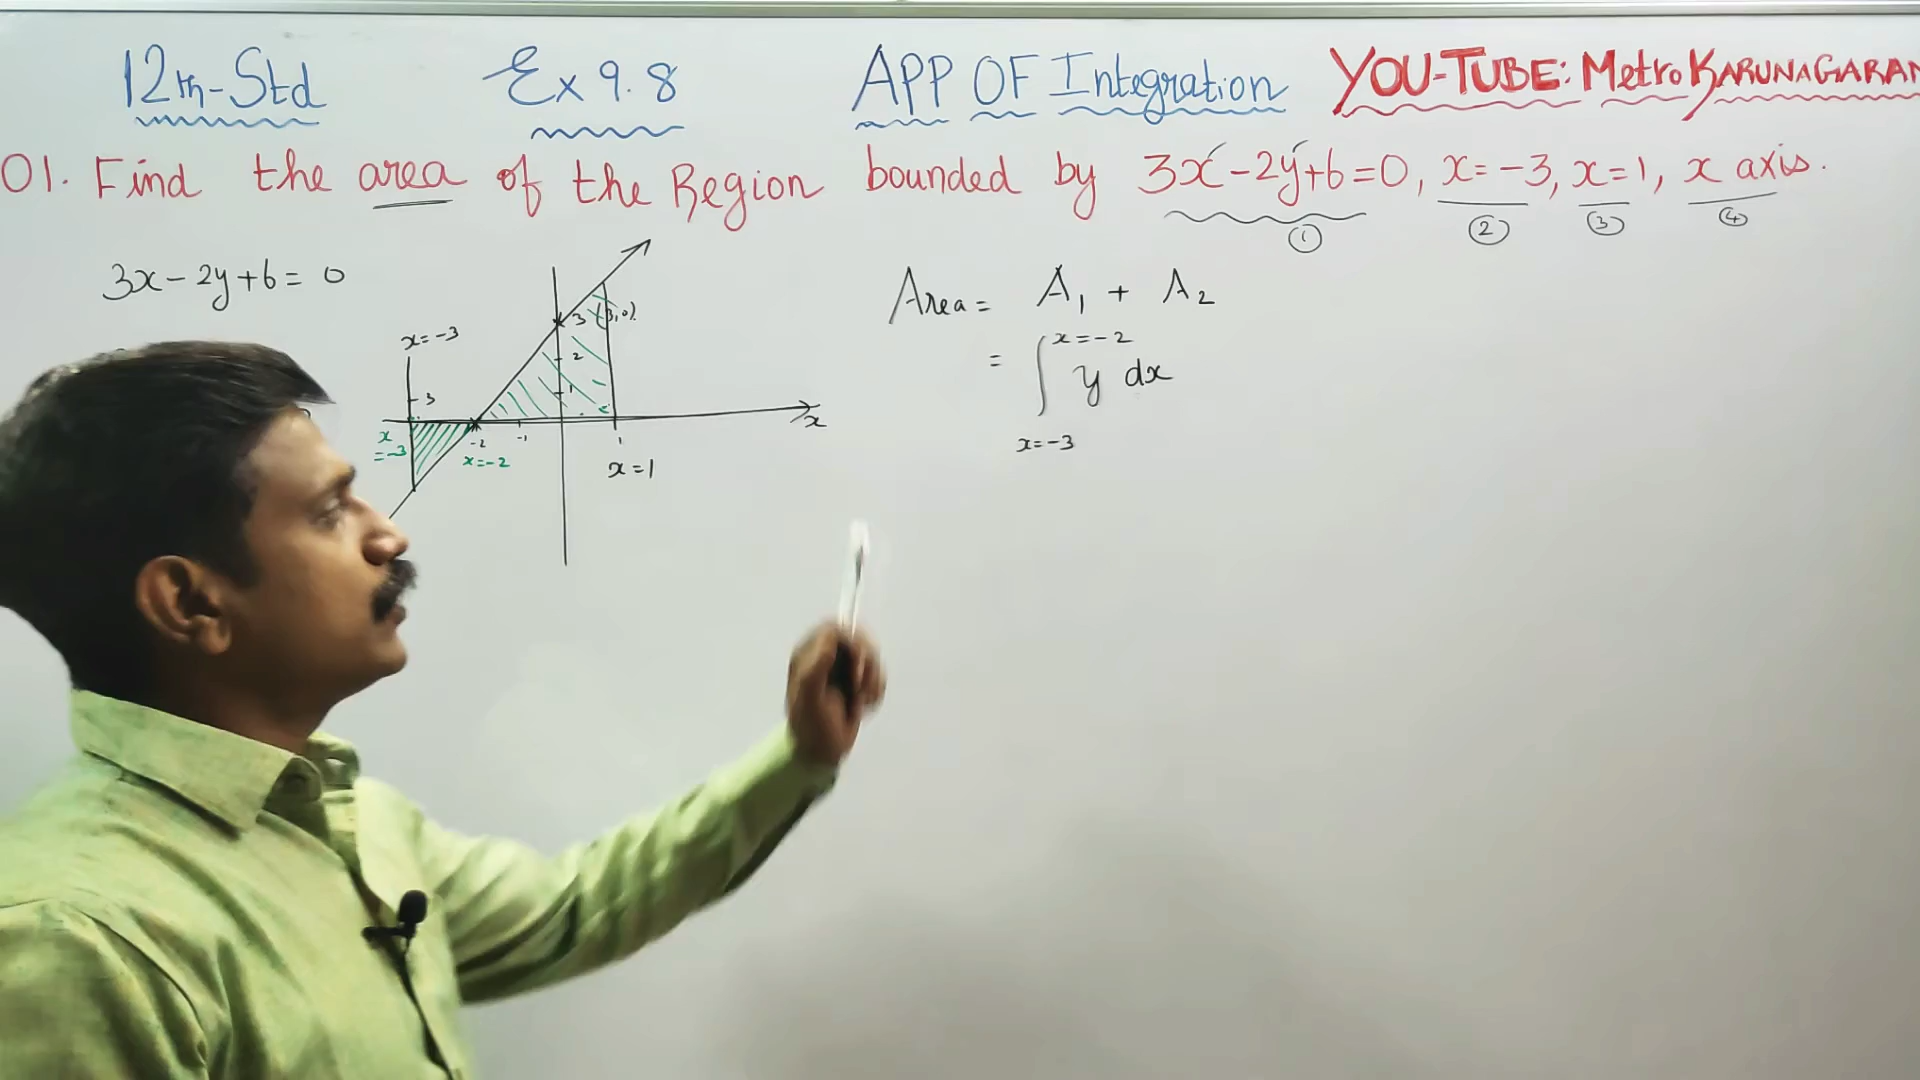 12th-Std Ex 9.8 APP OF Integration YOU-TUBE: Metro KARUNAGARAN
01. Find the area of the Region bounded by 3x-2y+6=0, x=-3, x=1, x axis.
① ② ③ ④
3x-2y+6=0
x=-3
3
3
2
1
x
x
=-3
-2
-1
x=-2
1
x=1
Area = A₁ + A₂
x=-2
= ∫ y dx
x=-3